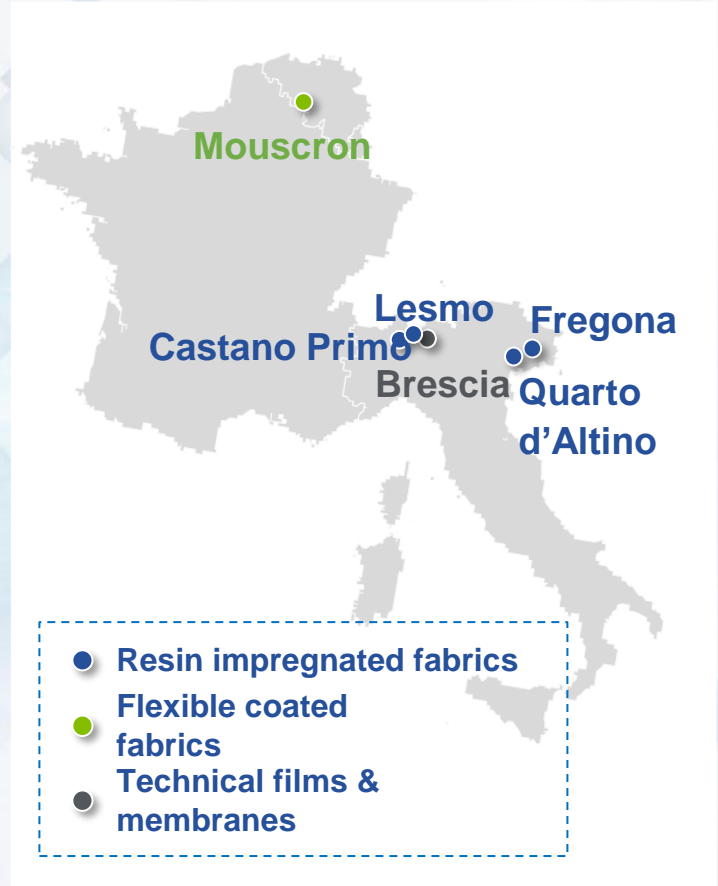 Mouscron
Lesmo
Fregona
Castano Primo
Brescia
Quarto
d’Altino
Resin impregnated fabrics
Flexible coated
fabrics
Technical films &
membranes